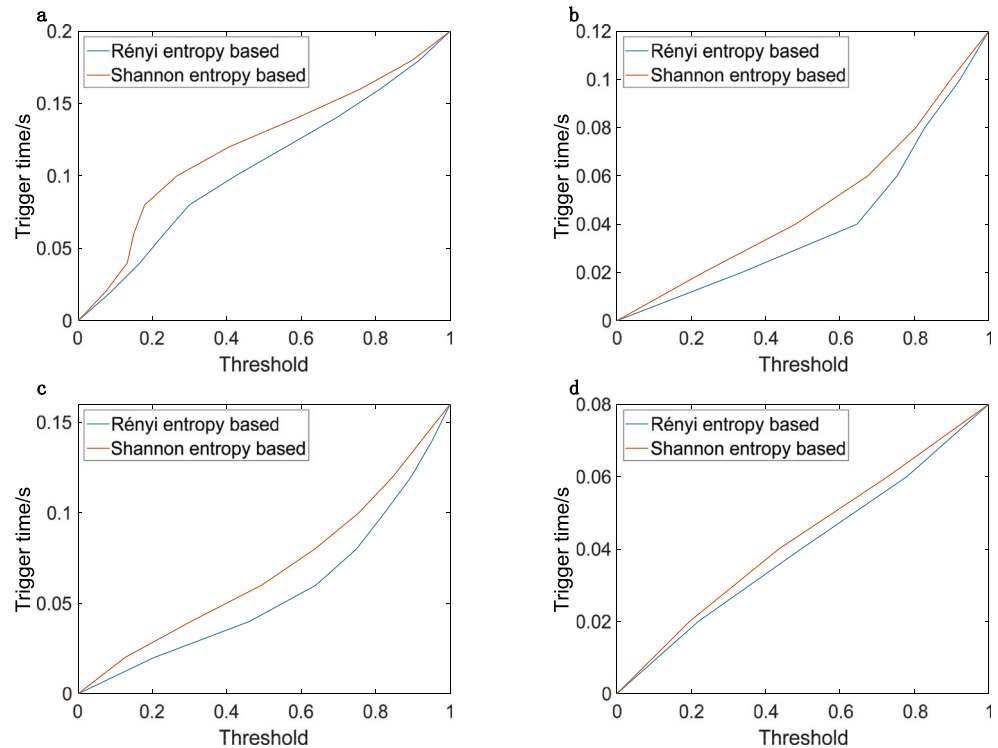 a
0.2
0.15
0.1
0.05
0
Trigger time/s
Rényi entropy based
Shannon entropy based
0 0.2 0.4 0.6 0.8 1
Threshold
b
0.12
0.1
0.08
0.06
0.04
0.02
0
Trigger time/s
Rényi entropy based
Shannon entropy based
0 0.2 0.4 0.6 0.8 1
Threshold
c
0.15
0.1
0.05
0
Trigger time/s
Rényi entropy based
Shannon entropy based
0 0.2 0.4 0.6 0.8 1
Threshold
d
0.08
0.06
0.04
0.02
0
Trigger time/s
Rényi entropy based
Shannon entropy based
0 0.2 0.4 0.6 0.8 1
Threshold